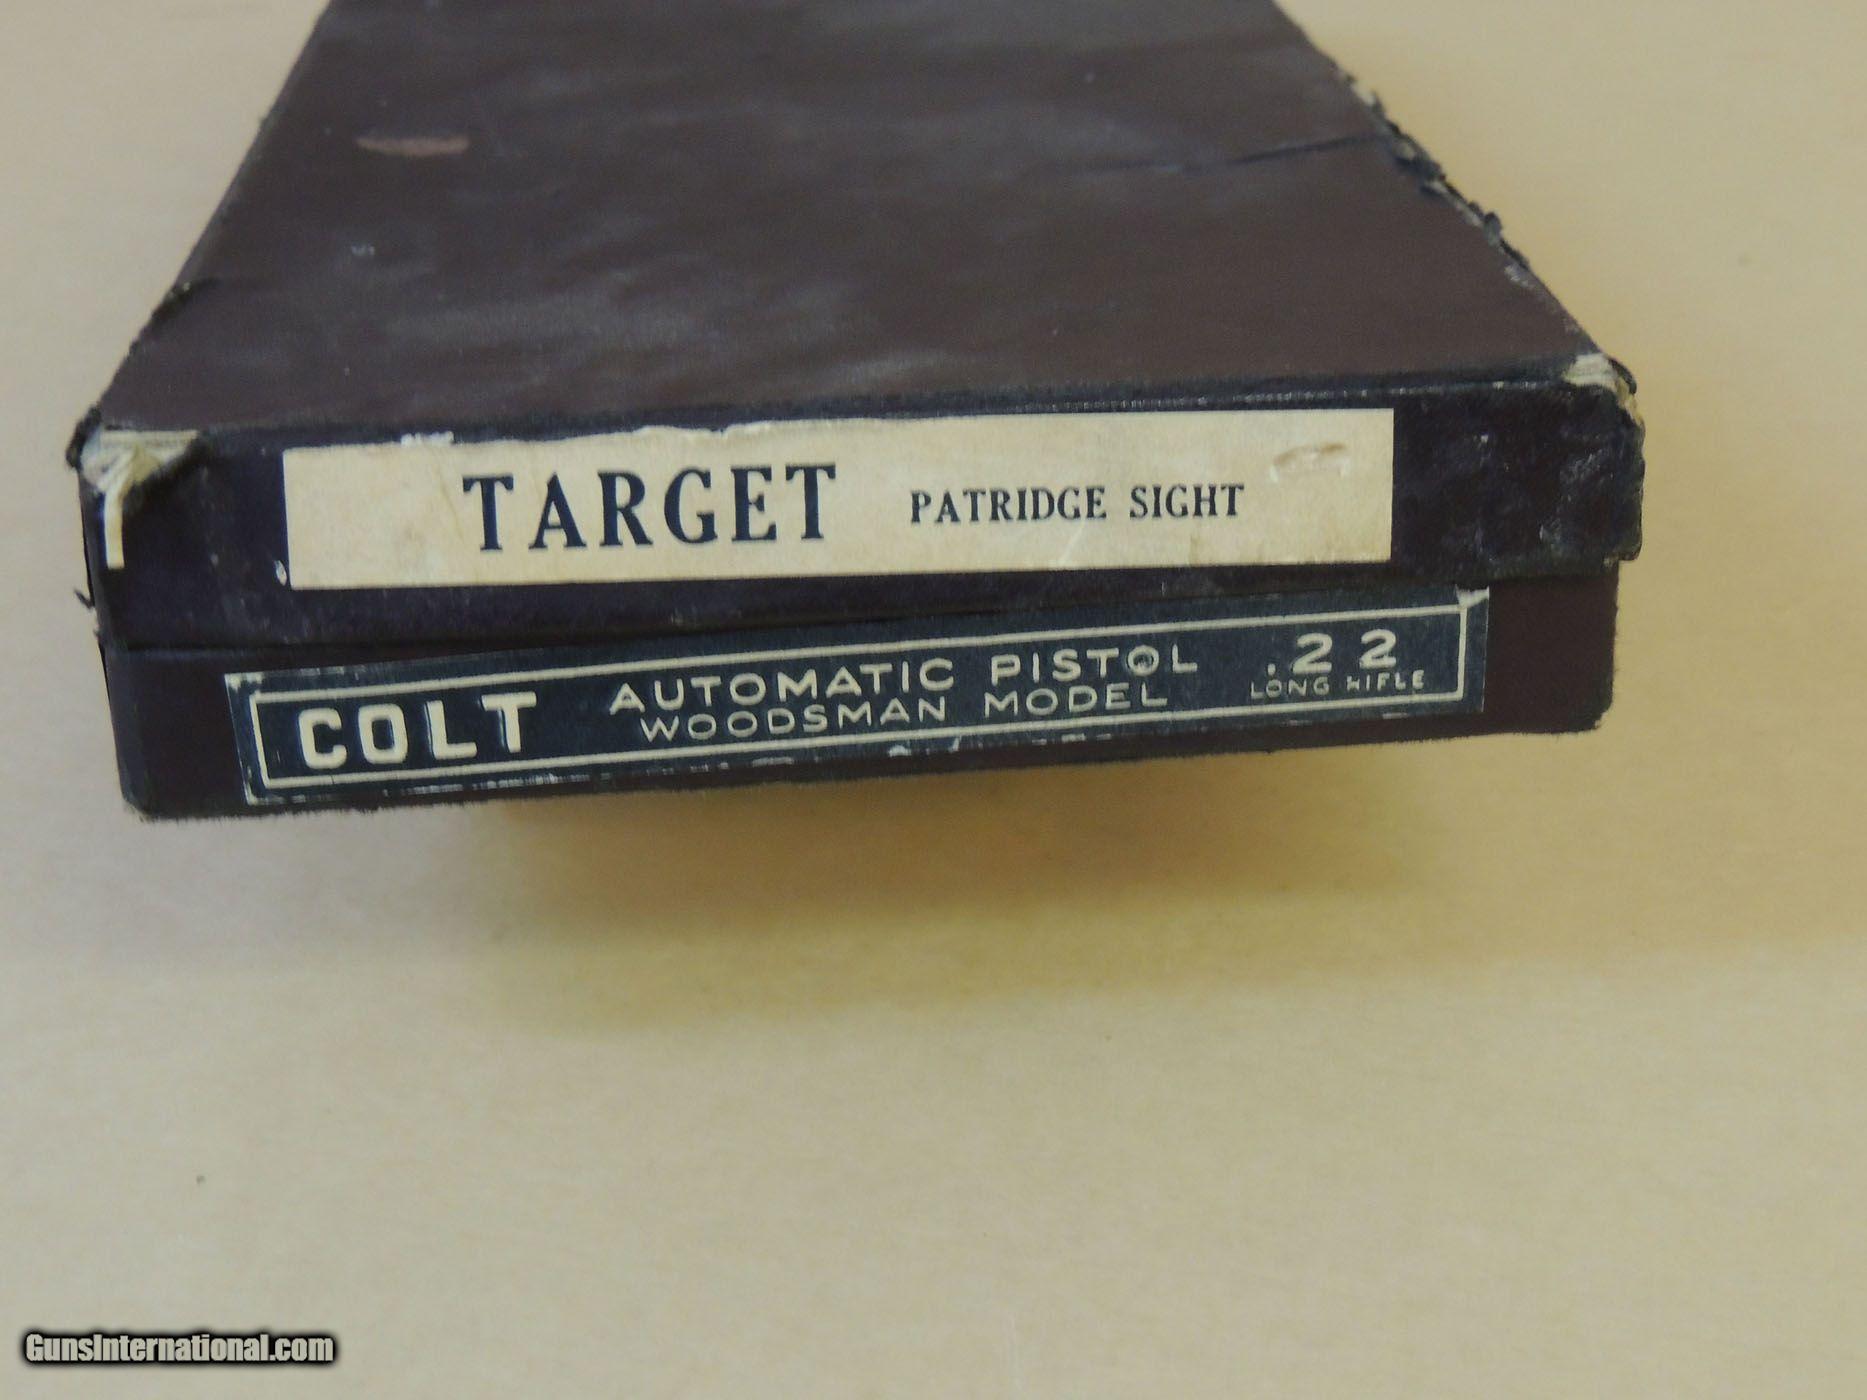 TARGET PATRIDGE SIGHT
COLT AUTOMATIC PISTOL .22
WOODSMAN MODEL LONG RIFLE
GunsInternational.com